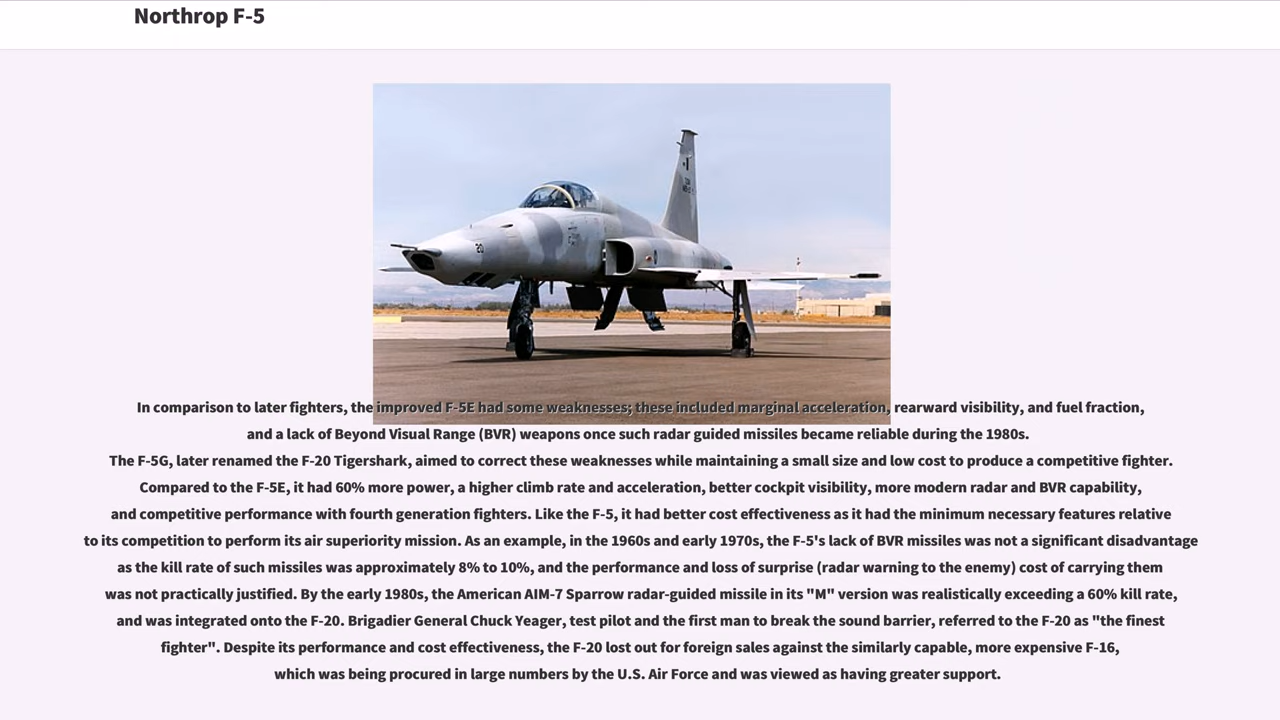 Northrop F-5
20
In comparison to later fighters, the improved F-5E had some weaknesses; these included marginal acceleration, rearward visibility, and fuel fraction,
and a lack of Beyond Visual Range (BVR) weapons once such radar guided missiles became reliable during the 1980s.
The F-5G, later renamed the F-20 Tigershark, aimed to correct these weaknesses while maintaining a small size and low cost to produce a competitive fighter.
Compared to the F-5E, it had 60% more power, a higher climb rate and acceleration, better cockpit visibility, more modern radar and BVR capability,
and competitive performance with fourth generation fighters. Like the F-5, it had better cost effectiveness as it had the minimum necessary features relative
to its competition to perform its air superiority mission. As an example, in the 1960s and early 1970s, the F-5's lack of BVR missiles was not a significant disadvantage
as the kill rate of such missiles was approximately 8% to 10%, and the performance and loss of surprise (radar warning to the enemy) cost of carrying them
was not practically justified. By the early 1980s, the American AIM-7 Sparrow radar-guided missile in its "M" version was realistically exceeding a 60% kill rate,
and was integrated onto the F-20. Brigadier General Chuck Yeager, test pilot and the first man to break the sound barrier, referred to the F-20 as "the finest
fighter". Despite its performance and cost effectiveness, the F-20 lost out for foreign sales against the similarly capable, more expensive F-16,
which was being procured in large numbers by the U.S. Air Force and was viewed as having greater support.